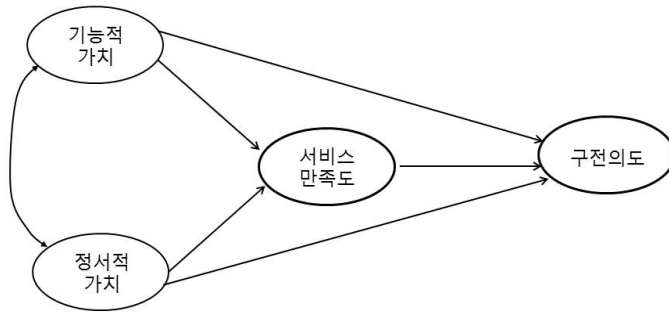 기능적
가치
서비스
만족도
구전의도
정서적
가치